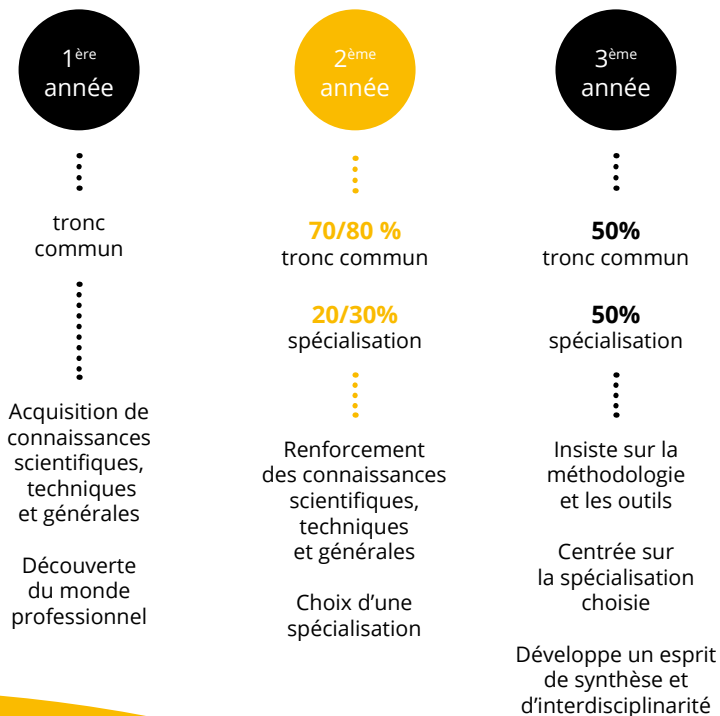 1ère
année
tronc
commun
Acquisition de
connaissances
scientifiques,
techniques
et générales
Découverte
du monde
professionnel
2ème
année
70/80 %
tronc commun
20/30%
spécialisation
Renforcement
des connaissances
scientifiques,
techniques
et générales
Choix d’une
spécialisation
3ème
année
50%
tronc commun
50%
spécialisation
Insiste sur la
méthodologie
et les outils
Centrée sur
la spécialisation
choisie
Développe un esprit
de synthèse et
d’interdisciplinarité